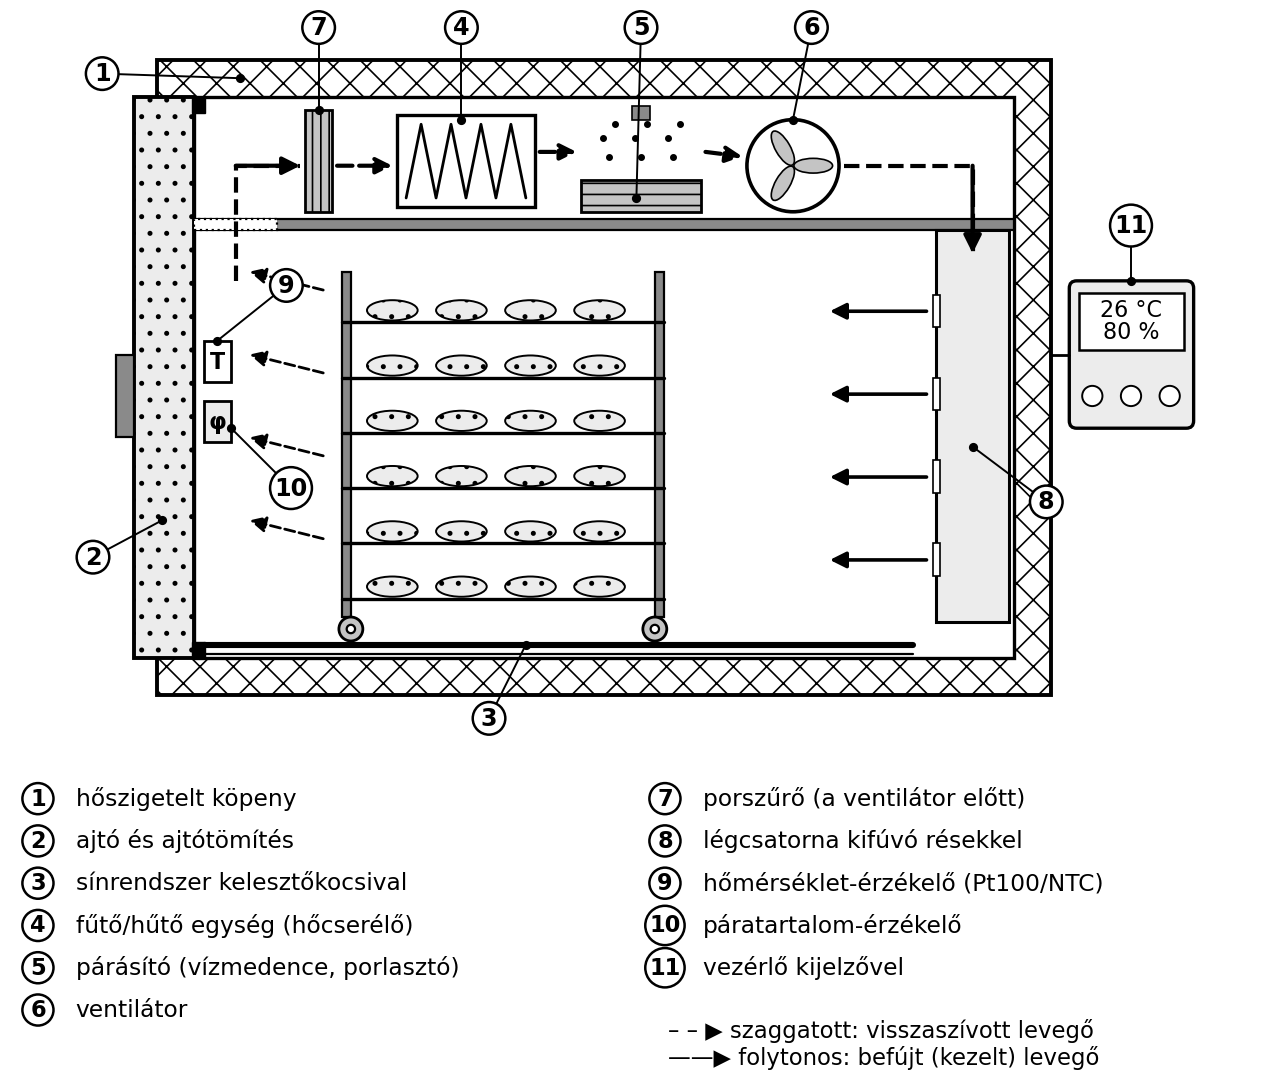 7 4 5 6
1
11
26 °C
80 %
9
T
φ
10
8
2
3
1 hőszigetelt köpeny
2 ajtó és ajtótömítés
3 sínrendszer kelesztőkocsival
4 fűtő/hűtő egység (hőcserélő)
5 párásító (vízmedence, porlasztó)
6 ventilátor
7 porszűrő (a ventilátor előtt)
8 légcsatorna kifúvó résekkel
9 hőmérséklet-érzékelő (Pt100/NTC)
10 páratartalom-érzékelő
11 vezérlő kijelzővel
– – ▶ szaggatott: visszaszívott levegő
——▶ folytonos: befújt (kezelt) levegő